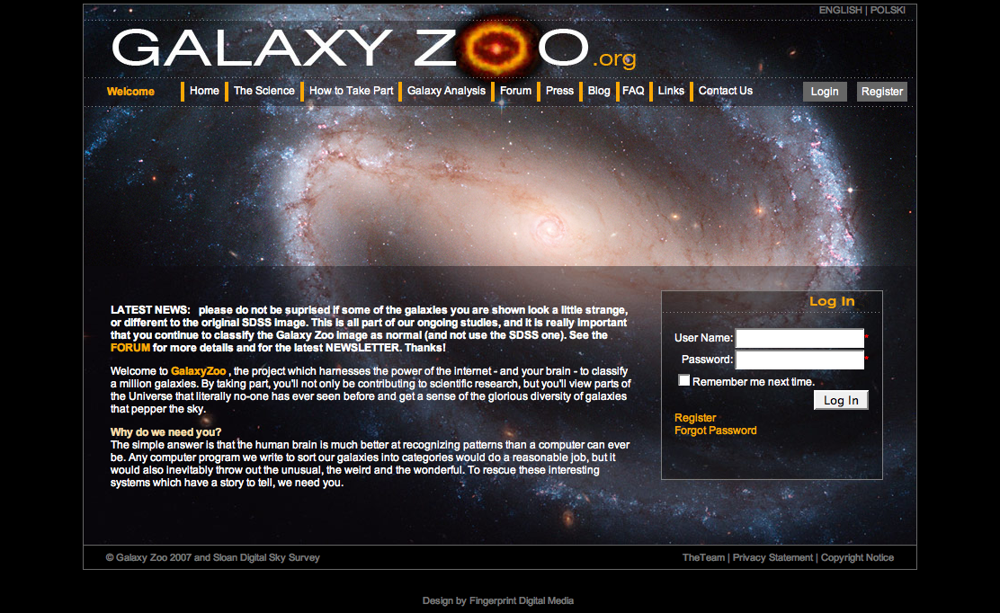 ENGLISH | POLSKI
GALAXY ZOO.org
Welcome | Home | The Science | How to Take Part | Galaxy Analysis | Forum | Press | Blog | FAQ | Links | Contact Us Login Register
LATEST NEWS: please do not be suprised if some of the galaxies you are shown look a little strange,
or different to the original SDSS image. This is all part of our ongoing studies, and it is really important
that you continue to classify the Galaxy Zoo image as normal (and not use the SDSS one). See the
FORUM for more details and for the latest NEWSLETTER. Thanks!
Welcome to GalaxyZoo , the project which harnesses the power of the internet - and your brain - to classify
a million galaxies. By taking part, you'll not only be contributing to scientific research, but you'll view parts of
the Universe that literally no-one has ever seen before and get a sense of the glorious diversity of galaxies
that pepper the sky.
Why do we need you?
The simple answer is that the human brain is much better at recognizing patterns than a computer can ever
be. Any computer program we write to sort our galaxies into categories would do a reasonable job, but it
would also inevitably throw out the unusual, the weird and the wonderful. To rescue these interesting
systems which have a story to tell, we need you.
Log In
User Name: *
Password: *
Remember me next time.
Log In
Register
Forgot Password
© Galaxy Zoo 2007 and Sloan Digital Sky Survey
TheTeam | Privacy Statement | Copyright Notice
Design by Fingerprint Digital Media